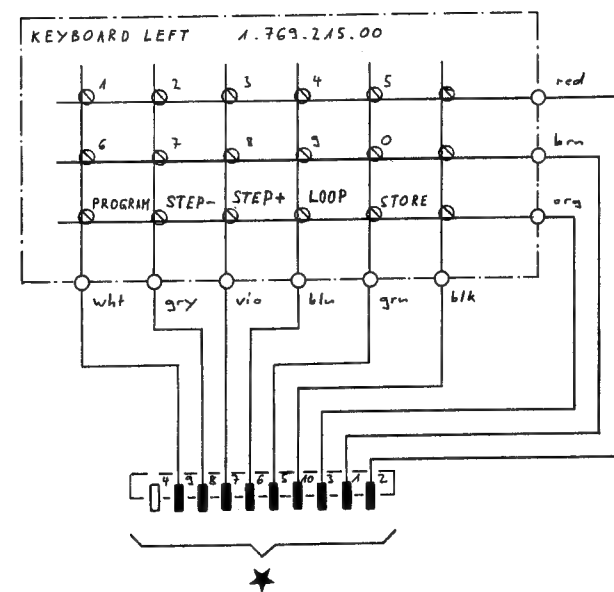 KEYBOARD LEFT 1.769.215.00
1 2 3 4 5
red
6 7 8 9 0
brn
PROGRAM STEP- STEP+ LOOP STORE
org
wht gry vio blu grn blk
4 9 8 7 6 5 10 3 1 2